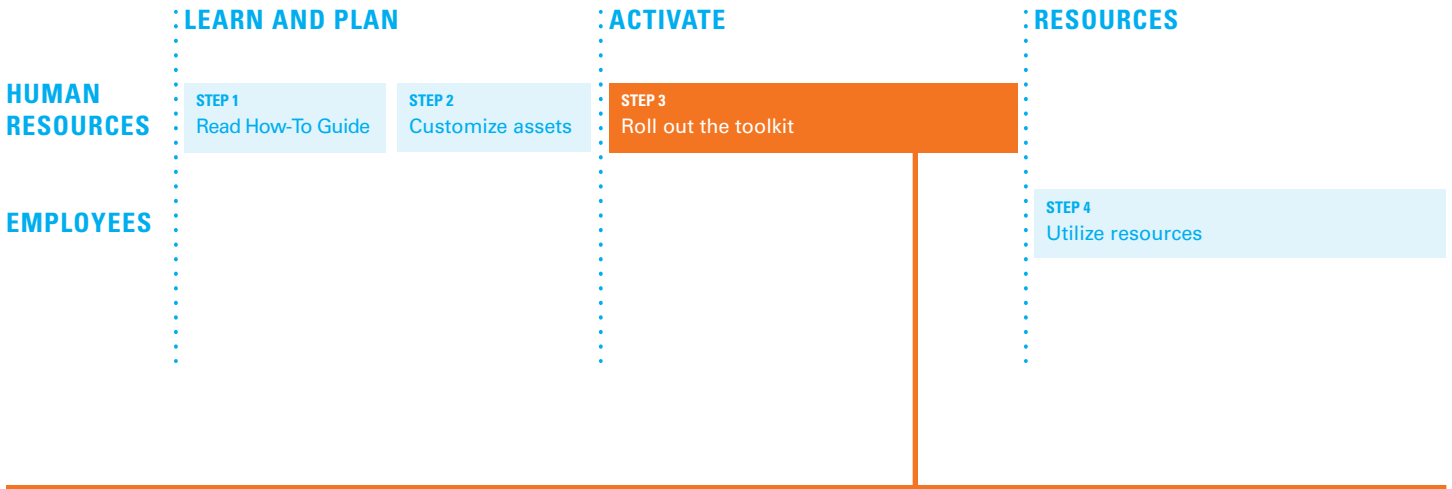 LEARN AND PLAN
ACTIVATE
RESOURCES
HUMAN
RESOURCES
STEP 1
Read How-To Guide
STEP 2
Customize assets
STEP 3
Roll out the toolkit
EMPLOYEES
STEP 4
Utilize resources